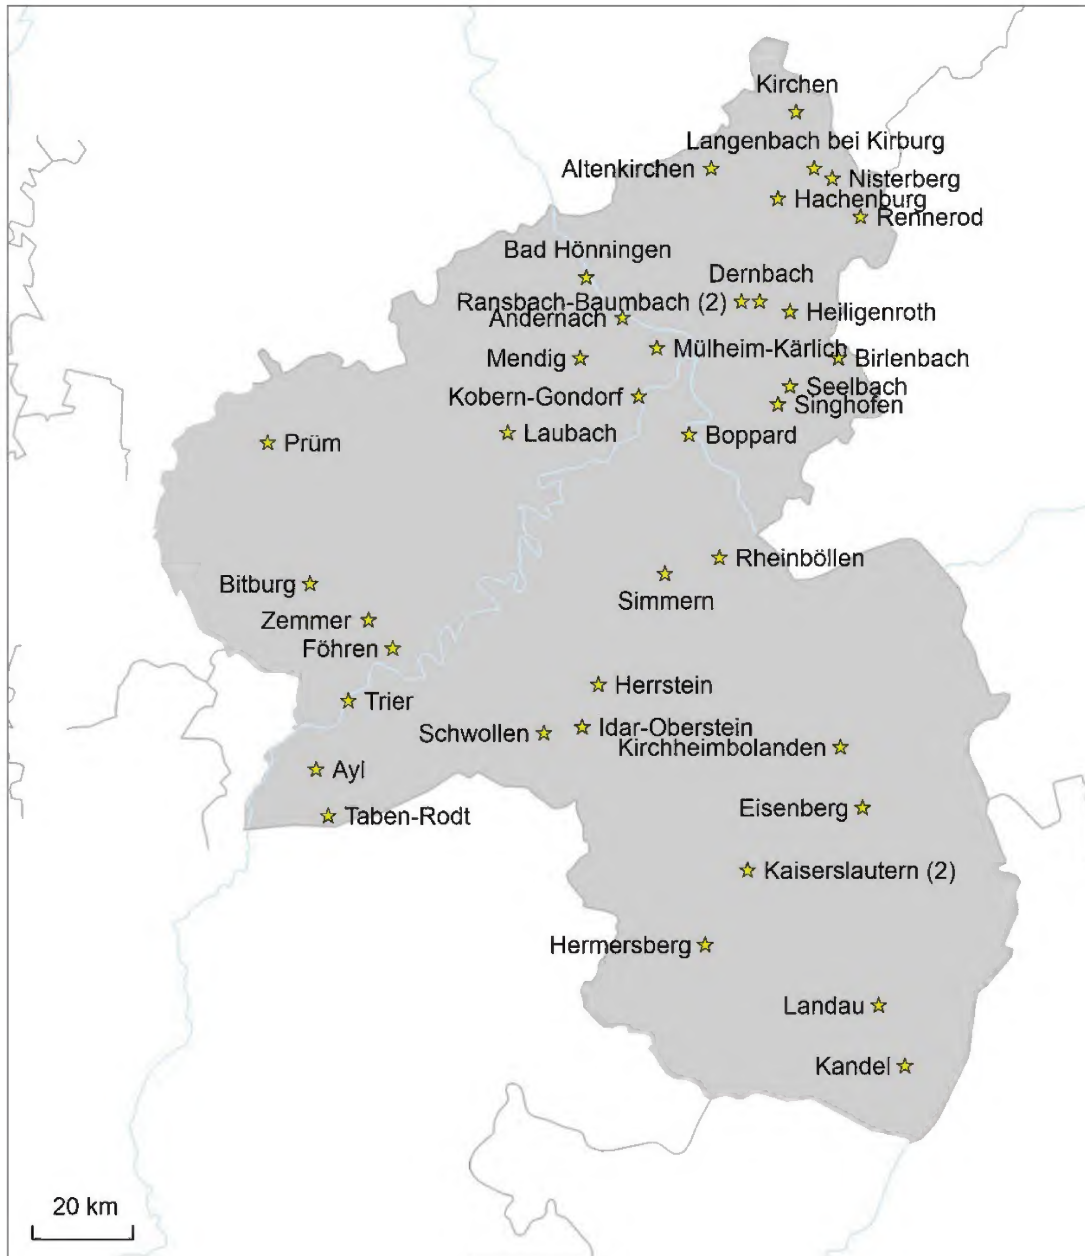 Kirchen
Langenbach bei Kirburg
Altenkirchen
Nisterberg
Hachenburg
Rennerod
Bad Hönningen
Dernbach
Ransbach-Baumbach (2)
Heiligenroth
Andernach
Mülheim-Kärlich
Mendig
Birlenbach
Seelbach
Kobern-Gondorf
Singhofen
Laubach
Boppard
Prüm
Rheinböllen
Bitburg
Simmern
Zemmer
Föhren
Herrstein
Trier
Idar-Oberstein
Schwollen
Kirchheimbolanden
Ayl
Eisenberg
Taben-Rodt
Kaiserslautern (2)
Hermersberg
Landau
Kandel
20 km